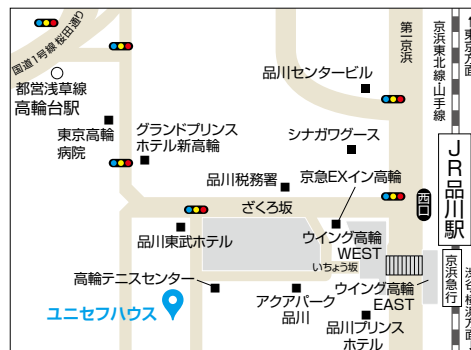 国道1号線 桜田通り
都営浅草線
高輪台駅
東京高輪
病院
グランドプリンス
ホテル新高輪
品川センタービル
第一京浜
京浜東北線・山手線
東京方面
シナガワグース
京急EXイン高輪
品川税務署
ざくろ坂
西口
JR品川駅
品川東武ホテル
ウイング高輪
WEST
いちょう坂
京浜急行
高輪テニスセンター
ユニセフハウス
アクアパーク
品川
ウイング高輪
EAST
品川プリンス
ホテル